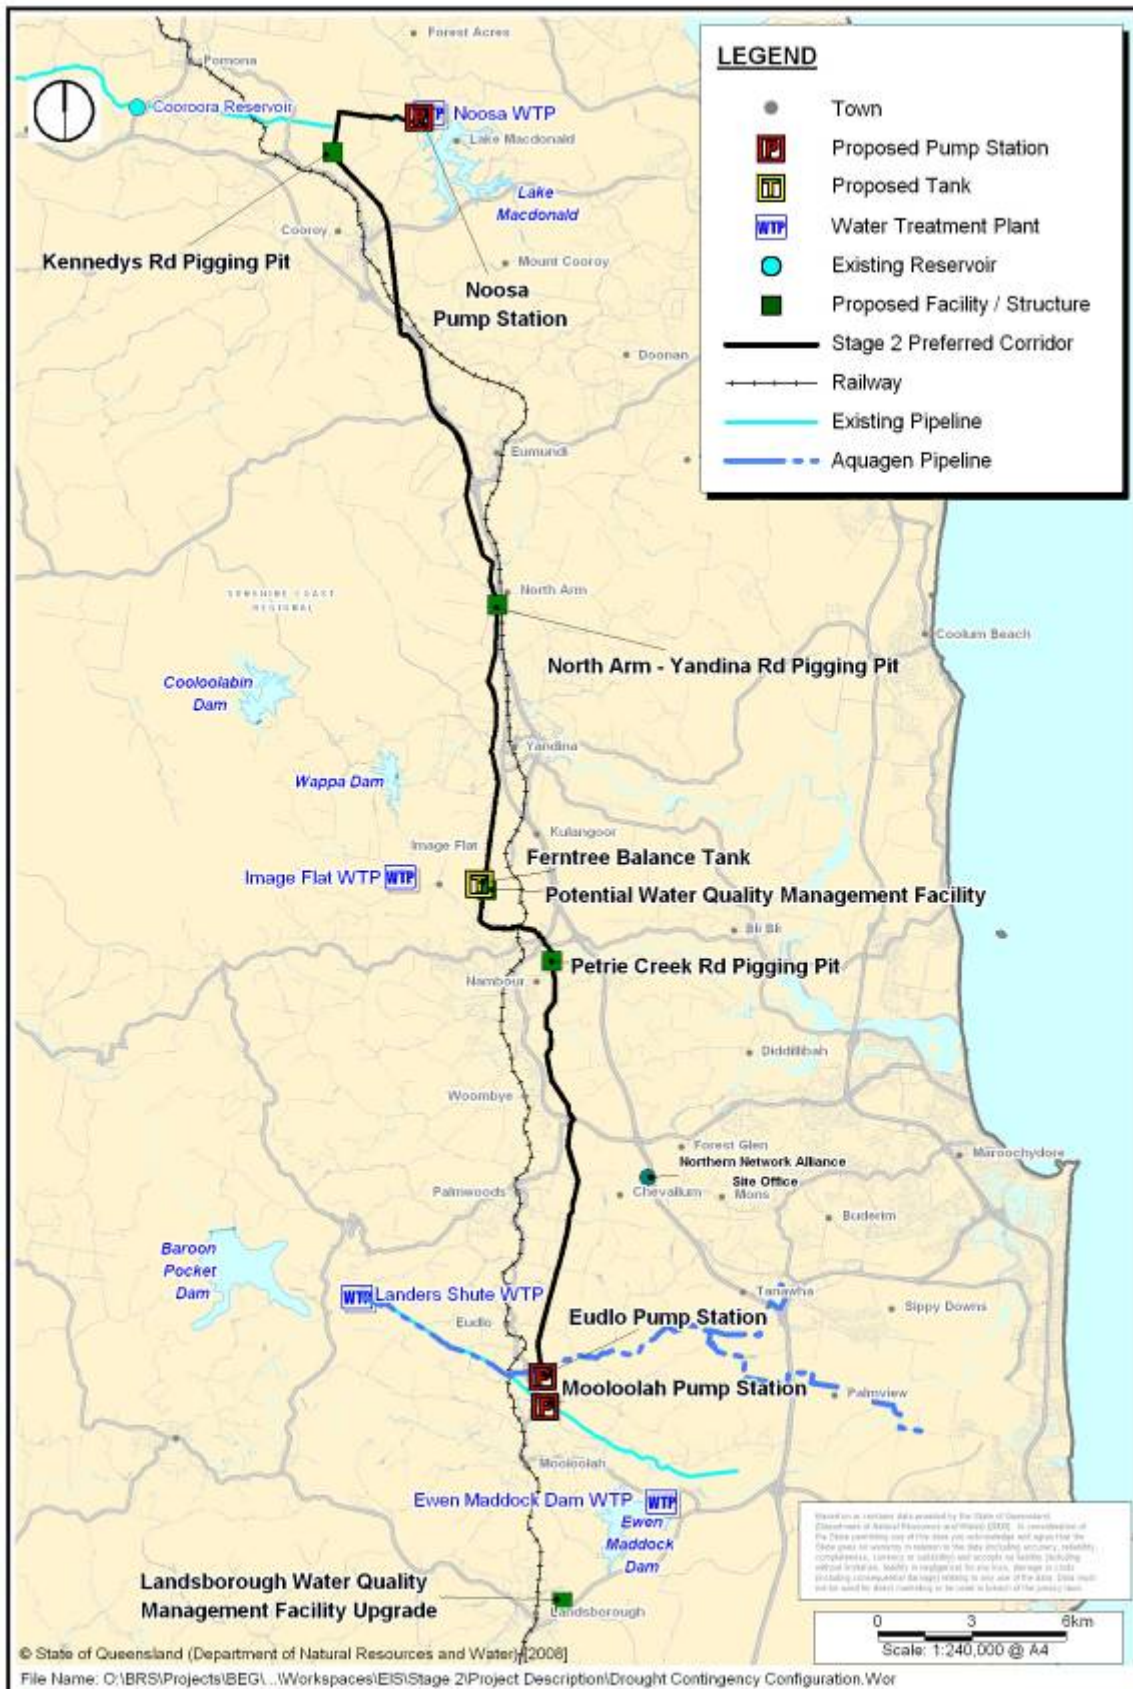 Forest Acres
Pomona
Cooroora Reservoir
Noosa WTP
Lake Macdonald
Lake
Macdonald
Cooroy
Kennedys Rd Pigging Pit
Mount Cooroy
Noosa
Pump Station
Doonan
LEGEND
Town
P Proposed Pump Station
T Proposed Tank
WTP Water Treatment Plant
Existing Reservoir
Proposed Facility / Structure
Stage 2 Preferred Corridor
Railway
Existing Pipeline
Aquagen Pipeline
Eumundi
SUNSHINE COAST
REGIONAL
North Arm
Coolum Beach
North Arm - Yandina Rd Pigging Pit
Cooloolabin
Dam
Yandina
Wappa Dam
Kulangoor
Image Flat
Ferntree Balance Tank
Image Flat WTP WTP
T
Potential Water Quality Management Facility
Bli Bli
Petrie Creek Rd Pigging Pit
Nambour
Diddillibah
Woombye
Forest Glen
Maroochydore
Northern Network Alliance
Site Office
Palmwoods
Chevallum
Mons
Buderim
Baroon
Pocket
Dam
Landers Shute WTP
Tanawha
Sippy Downs
Eudlo Pump Station
Eudlo
P
Mooloolah Pump Station
P
Palmview
Mooloolah
Ewen Maddock Dam WTP WTP
Ewen
Maddock
Dam
Landsborough Water Quality
Management Facility Upgrade
Landsborough
0 3 6km
Scale: 1:240,000 @ A4
© State of Queensland (Department of Natural Resources and Water) [2008]
File Name: O:\BRS\Projects\BEG\...\Workspaces\EIS\Stage 2\Project Description\Drought Contingency Configuration.Wor